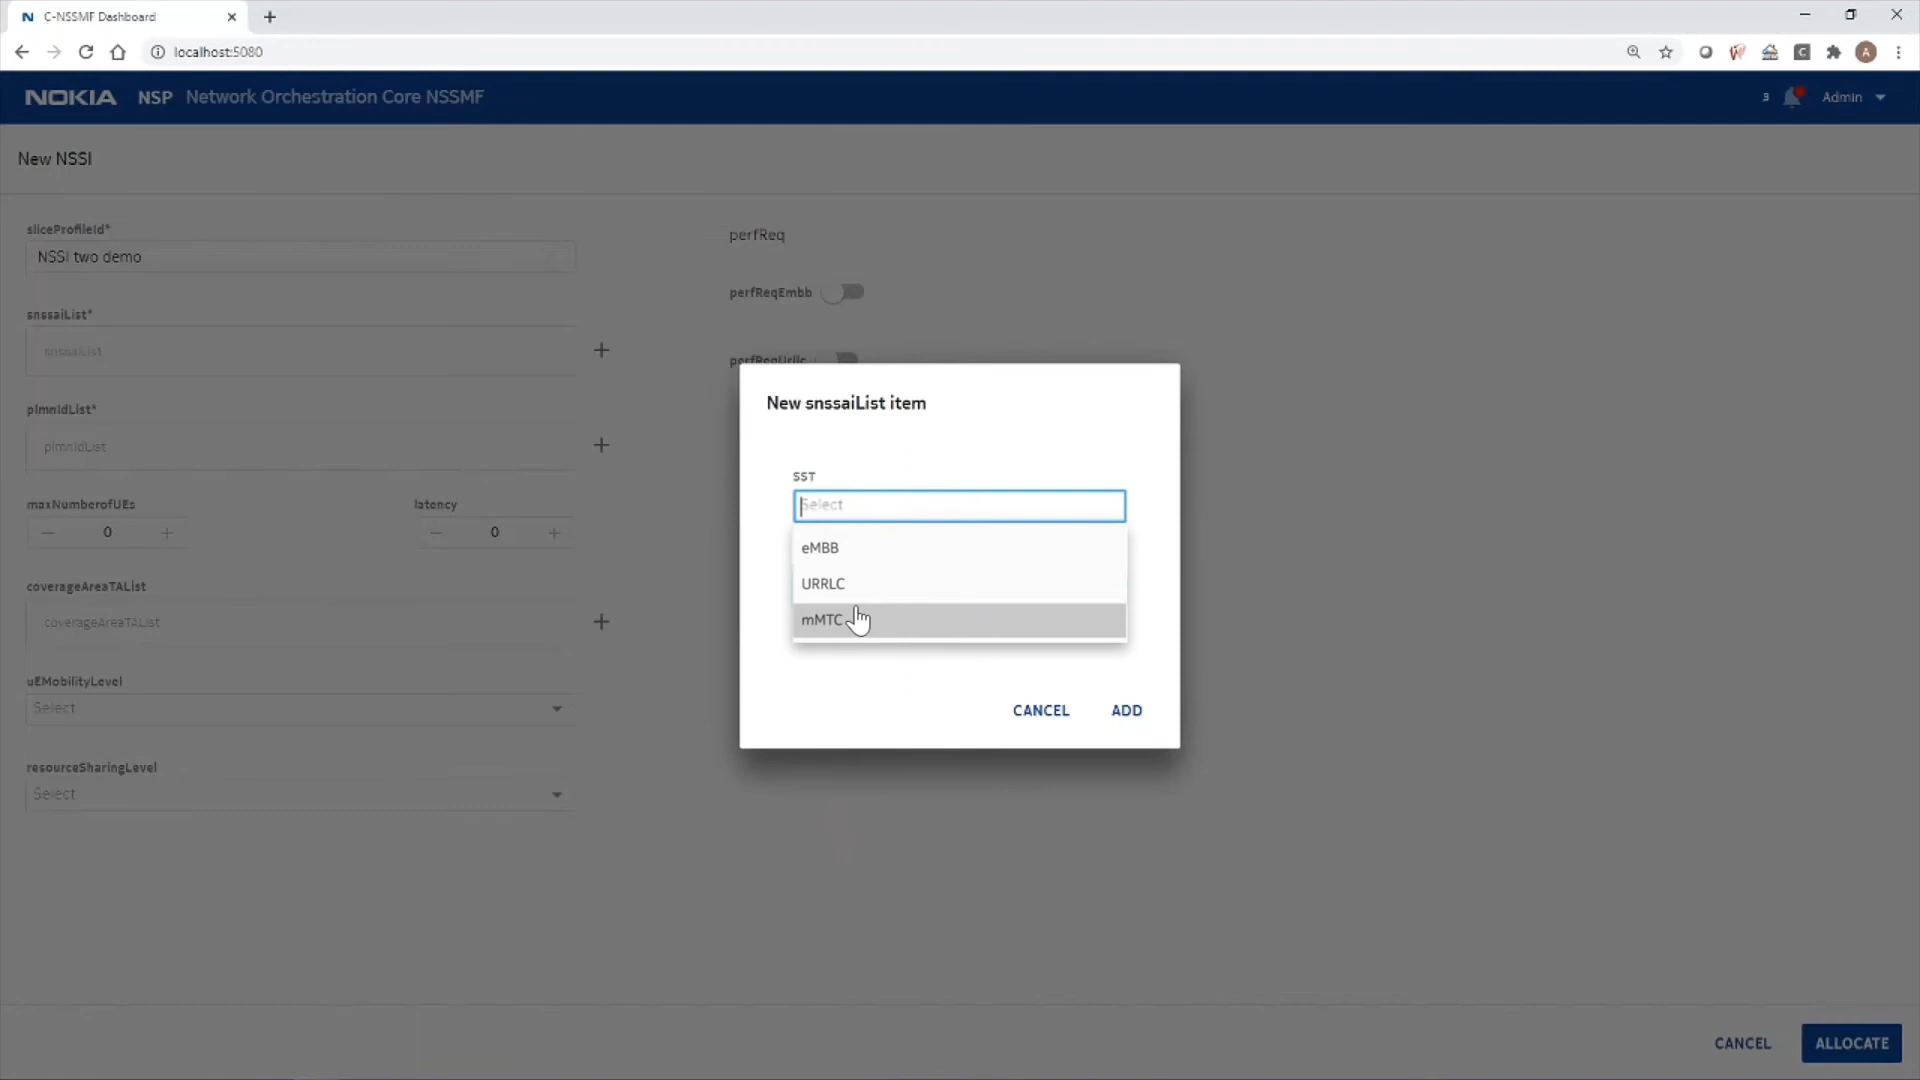 C-NSSMF Dashboard
localhost:5080
A
NOKIA NSP Network Orchestration Core NSSMF
3
Admin
New NSSI
sliceProfileId*
NSSI two demo
snssaiList*
snssaiList
plmnIdList*
plmnIdList
maxNumberofUEs
latency
0
0
coverageAreaTAList
coverageAreaTAList
uEMobilityLevel
Select
resourceSharingLevel
Select
perfReq
perfReqEmbb
perfReqUrllc
New snssaiList item
SST
Select
eMBB
URRLC
mMTC
CANCEL
ADD
CANCEL
ALLOCATE